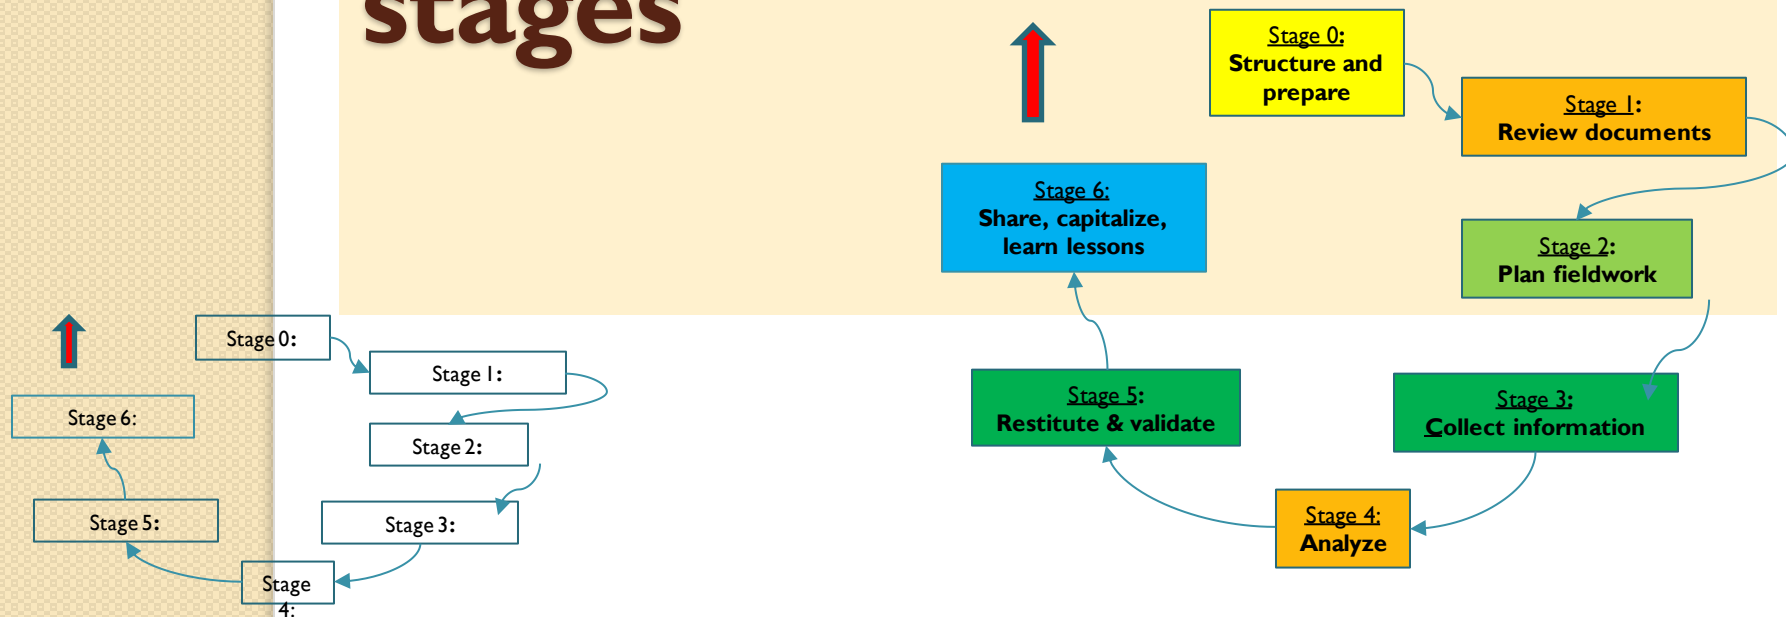 stages
Stage 0:
Structure and
prepare
Stage 1:
Review documents
Stage 2:
Plan fieldwork
Stage 3:
Collect information
Stage 4:
Analyze
Stage 5:
Restitute & validate
Stage 6:
Share, capitalize,
learn lessons
Stage 0:
Stage 1:
Stage 2:
Stage 3:
Stage
4:
Stage 5:
Stage 6: